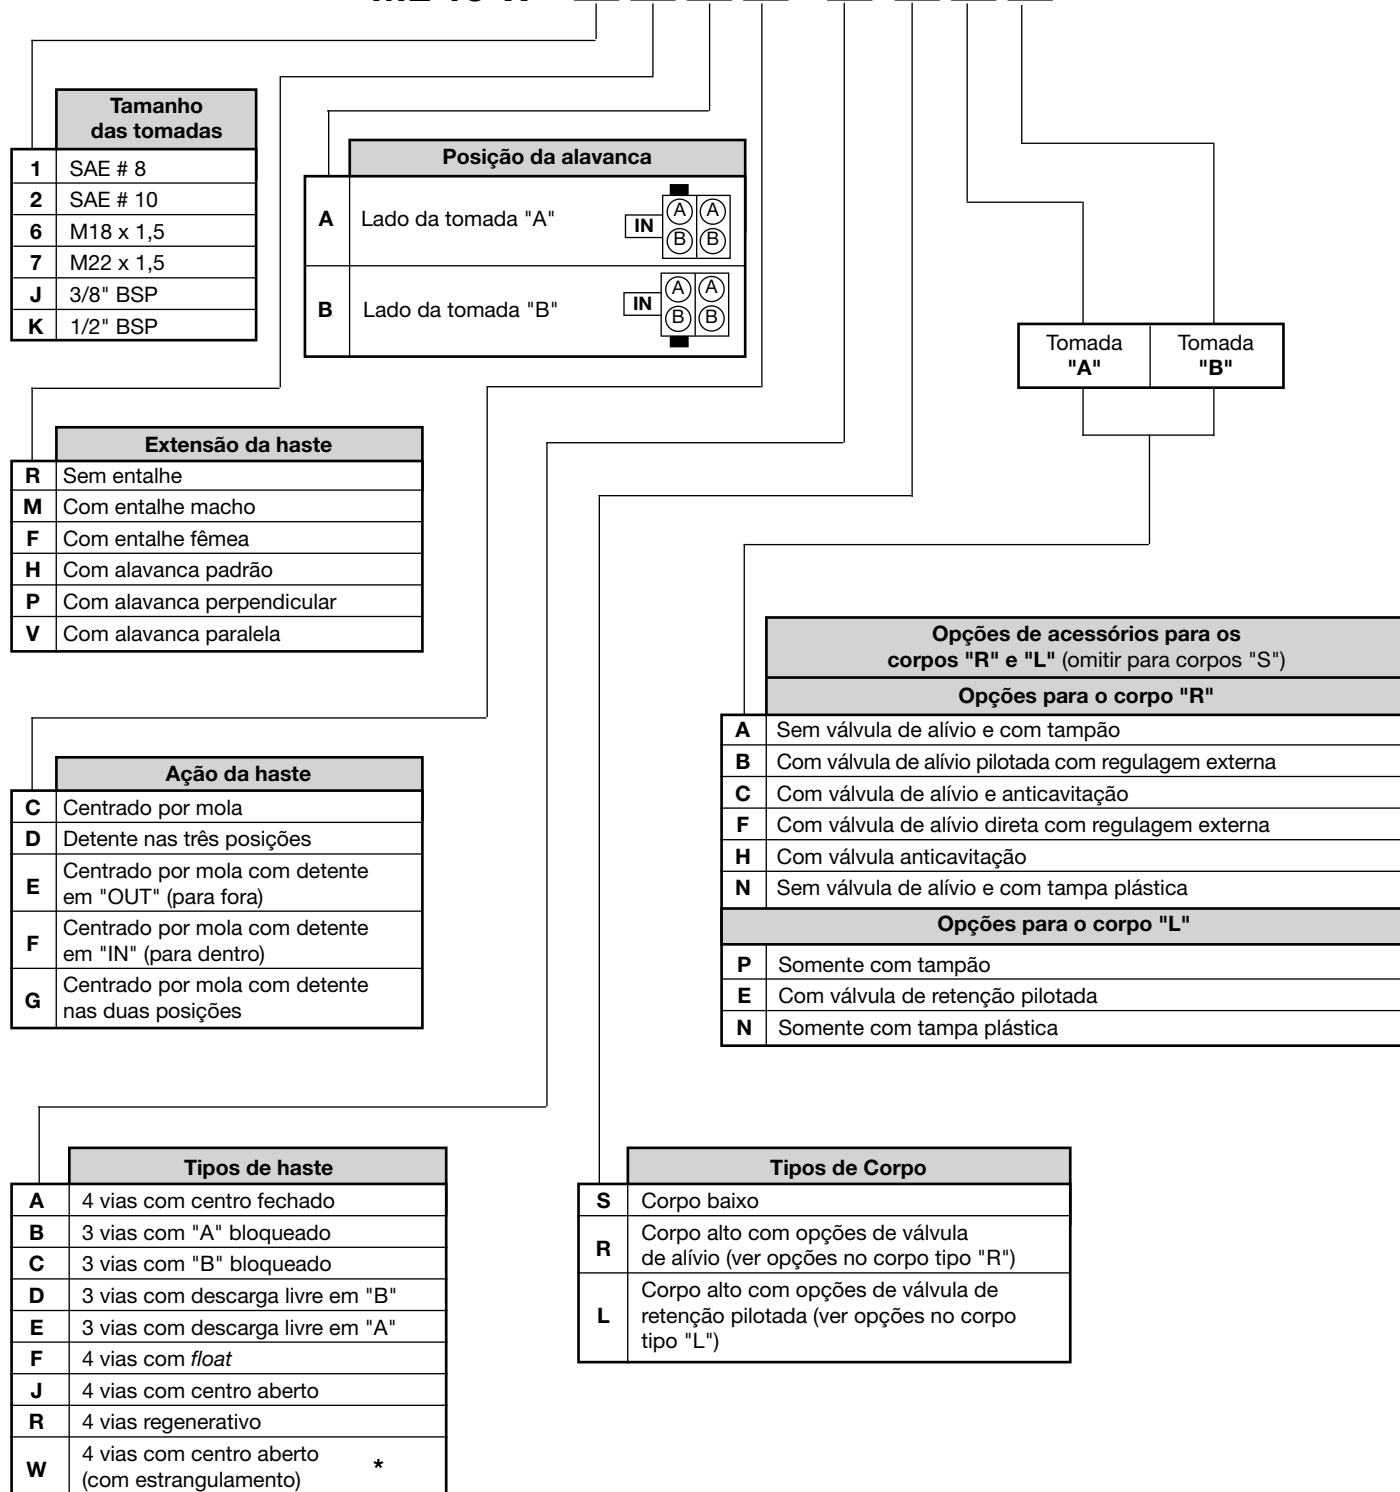 Tamanho
das tomadas
1 SAE # 8
2 SAE # 10
6 M18 x 1,5
7 M22 x 1,5
J 3/8" BSP
K 1/2" BSP
Posição da alavanca
A Lado da tomada "A" IN A A B B
B Lado da tomada "B" IN A A B B
Tomada "A"
Tomada "B"
Extensão da haste
R Sem entalhe
M Com entalhe macho
F Com entalhe fêmea
H Com alavanca padrão
P Com alavanca perpendicular
V Com alavanca paralela
Opções de acessórios para os
corpos "R" e "L" (omitir para corpos "S")
Opções para o corpo "R"
A Sem válvula de alívio e com tampão
B Com válvula de alívio pilotada com regulagem externa
C Com válvula de alívio e anticavitação
F Com válvula de alívio direta com regulagem externa
H Com válvula anticavitação
N Sem válvula de alívio e com tampa plástica
Opções para o corpo "L"
P Somente com tampão
E Com válvula de retenção pilotada
N Somente com tampa plástica
Ação da haste
C Centrado por mola
D Detente nas três posições
E Centrado por mola com detente
em "OUT" (para fora)
F Centrado por mola com detente
em "IN" (para dentro)
G Centrado por mola com detente
nas duas posições
Tipos de haste
A 4 vias com centro fechado
B 3 vias com "A" bloqueado
C 3 vias com "B" bloqueado
D 3 vias com descarga livre em "B"
E 3 vias com descarga livre em "A"
F 4 vias com float
J 4 vias com centro aberto
R 4 vias regenerativo
W 4 vias com centro aberto
(com estrangulamento) *
Tipos de Corpo
S Corpo baixo
R Corpo alto com opções de válvula
de alívio (ver opções no corpo tipo "R")
L Corpo alto com opções de válvula de
retenção pilotada (ver opções no corpo
tipo "L")